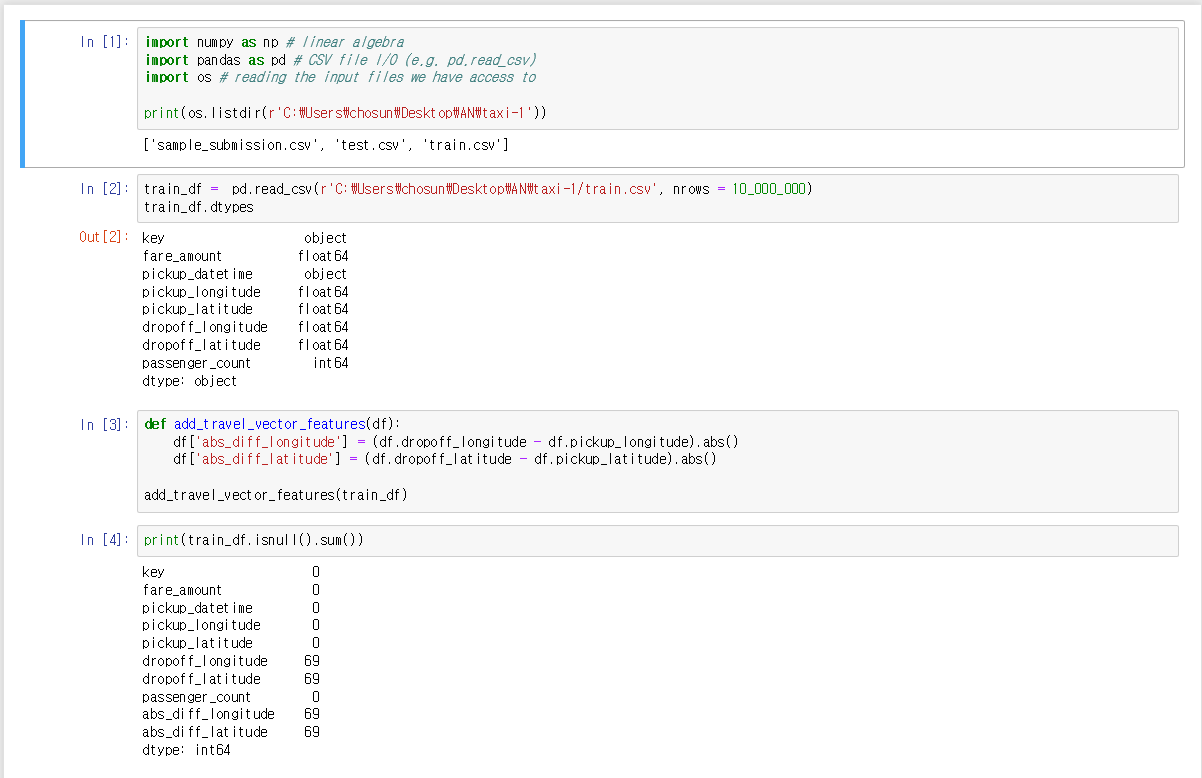 In [1]: import numpy as np # linear algebra
import pandas as pd # CSV file I/O (e.g. pd.read_csv)
import os # reading the input files we have access to
print(os.listdir(r'C:₩Users₩chosun₩Desktop₩AN₩taxi-1'))
['sample_submission.csv', 'test.csv', 'train.csv']
In [2]: train_df =  pd.read_csv(r'C:₩Users₩chosun₩Desktop₩AN₩taxi-1/train.csv', nrows = 10_000_000)
train_df.dtypes
Out[2]: key object
fare_amount float64
pickup_datetime object
pickup_longitude float64
pickup_latitude float64
dropoff_longitude float64
dropoff_latitude float64
passenger_count int64
dtype: object
In [3]: def add_travel_vector_features(df):
    df['abs_diff_longitude'] = (df.dropoff_longitude - df.pickup_longitude).abs()
    df['abs_diff_latitude'] = (df.dropoff_latitude - df.pickup_latitude).abs()
add_travel_vector_features(train_df)
In [4]: print(train_df.isnull().sum())
key 0
fare_amount 0
pickup_datetime 0
pickup_longitude 0
pickup_latitude 0
dropoff_longitude 69
dropoff_latitude 69
passenger_count 0
abs_diff_longitude 69
abs_diff_latitude 69
dtype: int64